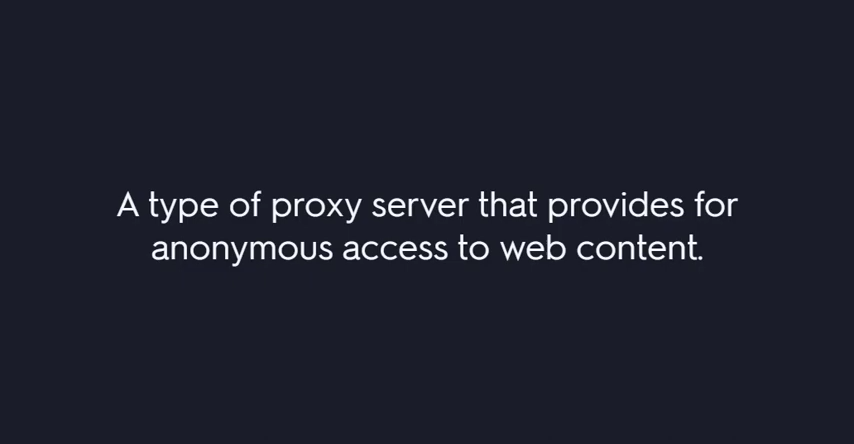 A type of proxy server that provides for
anonymous access to web content.